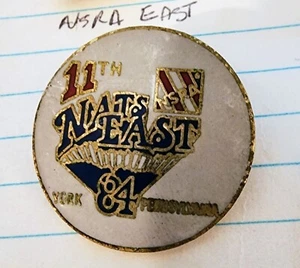 NSRA EAST
11TH
NSRA
NATS
EAST
84
YORK PENNSYLVANIA